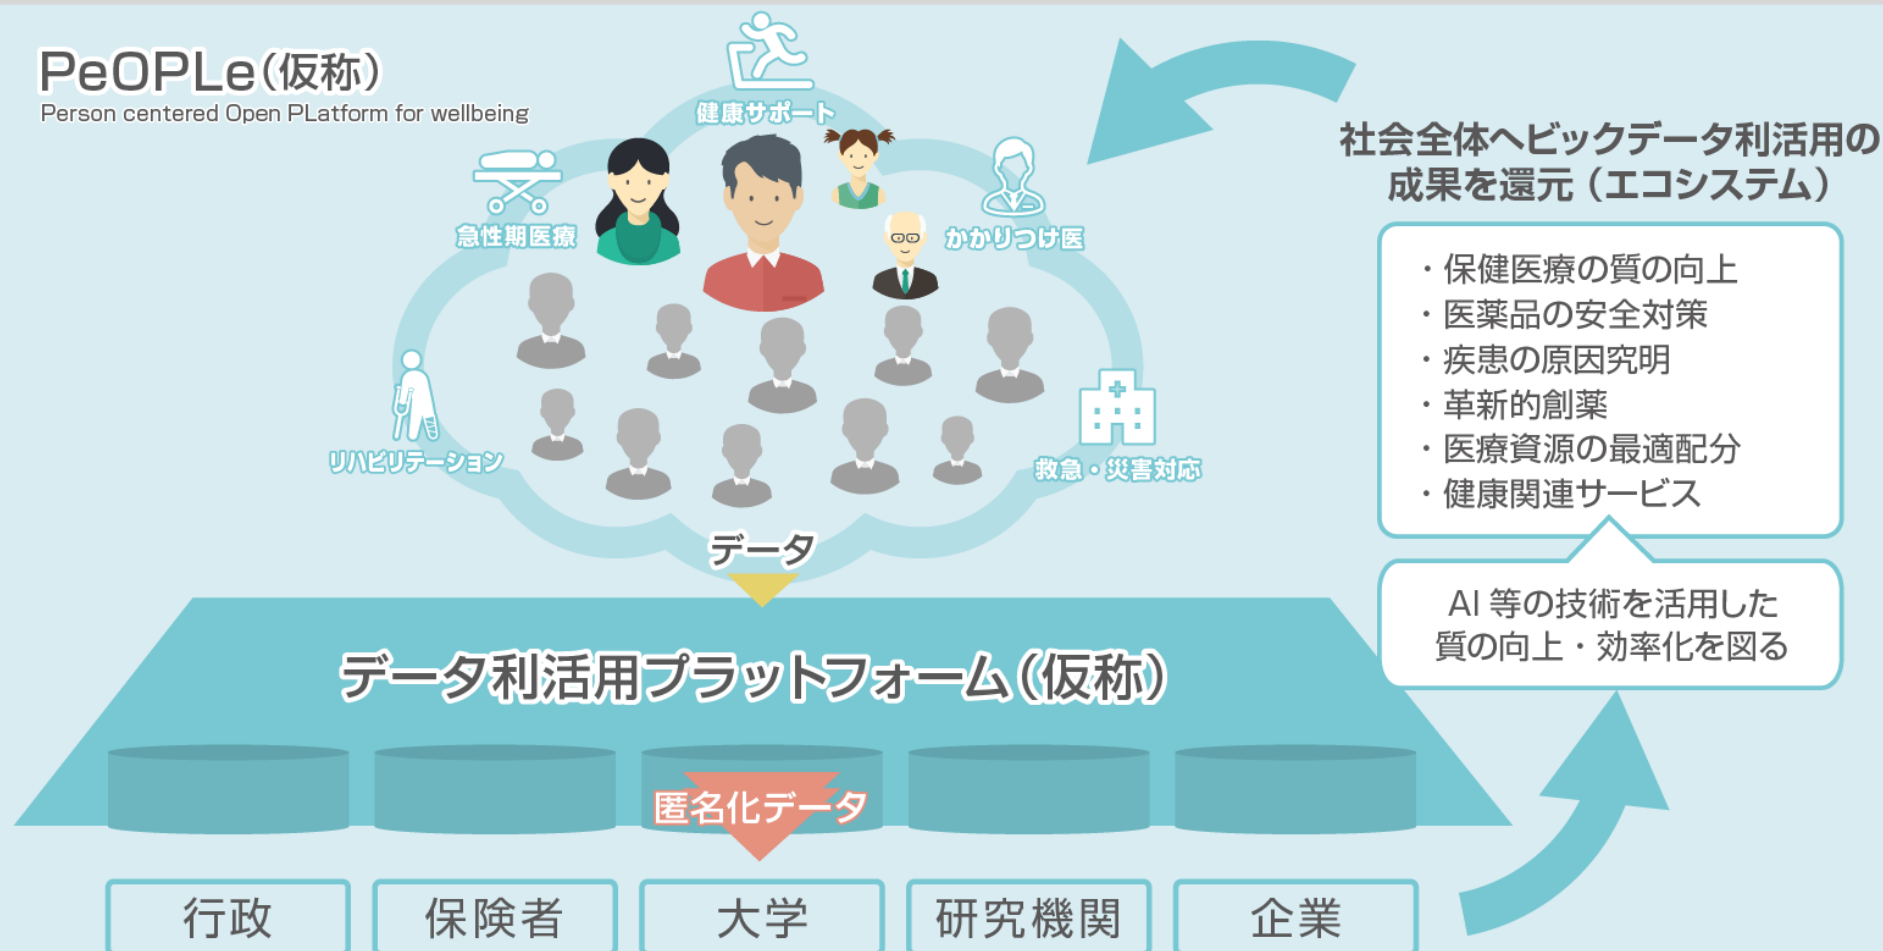 PeOPLe(仮称)
Person centered Open PLatform for wellbeing
健康サポート
急性期医療
かかりつけ医
リハビリテーション
救急・災害対応
データ
データ利活用プラットフォーム(仮称)
匿名化データ
行政
保険者
大学
研究機関
企業
社会全体へビックデータ利活用の
成果を還元(エコシステム)
・保健医療の質の向上
・医薬品の安全対策
・疾患の原因究明
・革新的創薬
・医療資源の最適配分
・健康関連サービス
AI 等の技術を活用した
質の向上・効率化を図る